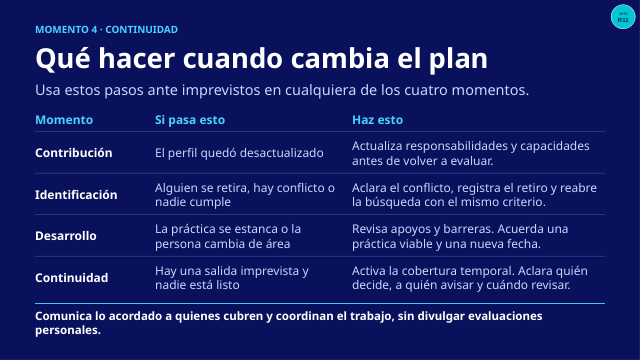 MOMENTO 4 · CONTINUIDAD
R11
Qué hacer cuando cambia el plan
Usa estos pasos ante imprevistos en cualquiera de los cuatro momentos.
Momento Si pasa esto Haz esto
Contribución El perfil quedó desactualizado
Actualiza responsabilidades y capacidades
antes de volver a evaluar.
Identificación
Alguien se retira, hay conflicto o
nadie cumple
Aclara el conflicto, registra el retiro y reabre
la búsqueda con el mismo criterio.
Desarrollo
La práctica se estanca o la
persona cambia de área
Revisa apoyos y barreras. Acuerda una
práctica viable y una nueva fecha.
Continuidad
Hay una salida imprevista y
nadie está listo
Activa la cobertura temporal. Aclara quién
decide, a quién avisar y cuándo revisar.
Comunica lo acordado a quienes cubren y coordinan el trabajo, sin divulgar evaluaciones
personales.